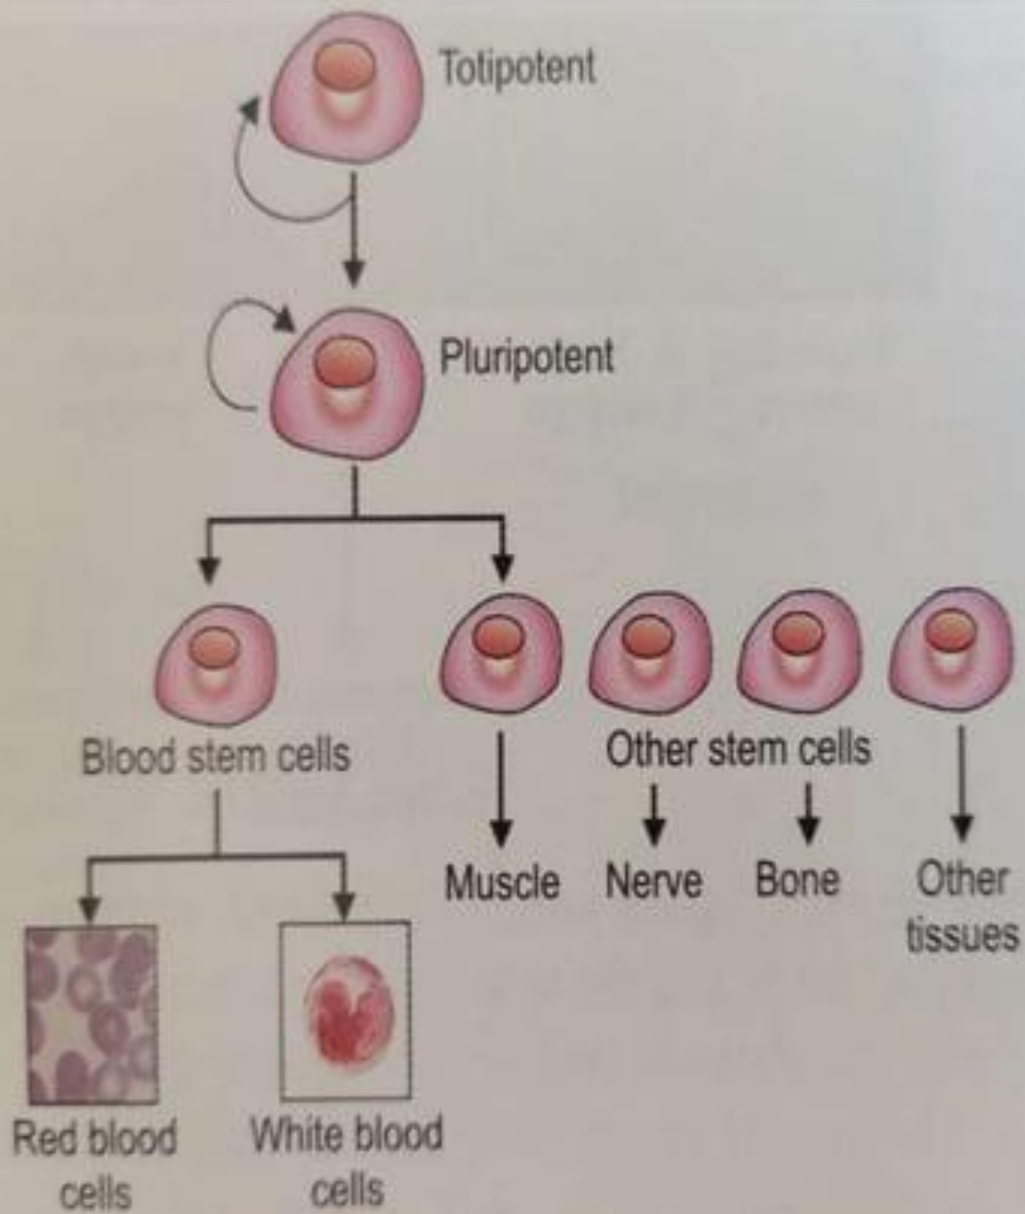 Totipotent
Pluripotent
Blood stem cells
Other stem cells
Muscle
Nerve
Bone
Other
tissues
Red blood
cells
White blood
cells